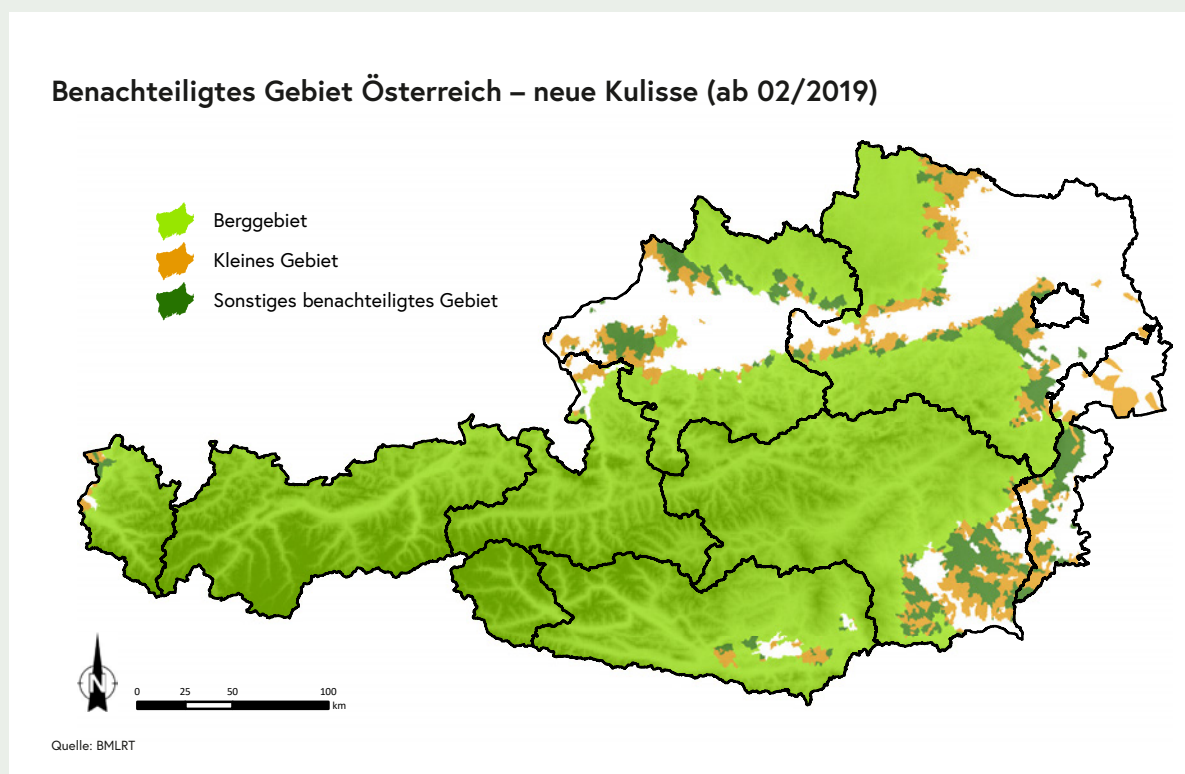 Benachteiligtes Gebiet Österreich – neue Kulisse (ab 02/2019)
Berggebiet
Kleines Gebiet
Sonstiges benachteiligtes Gebiet
N
0 25 50 100
km
Quelle: BMLRT